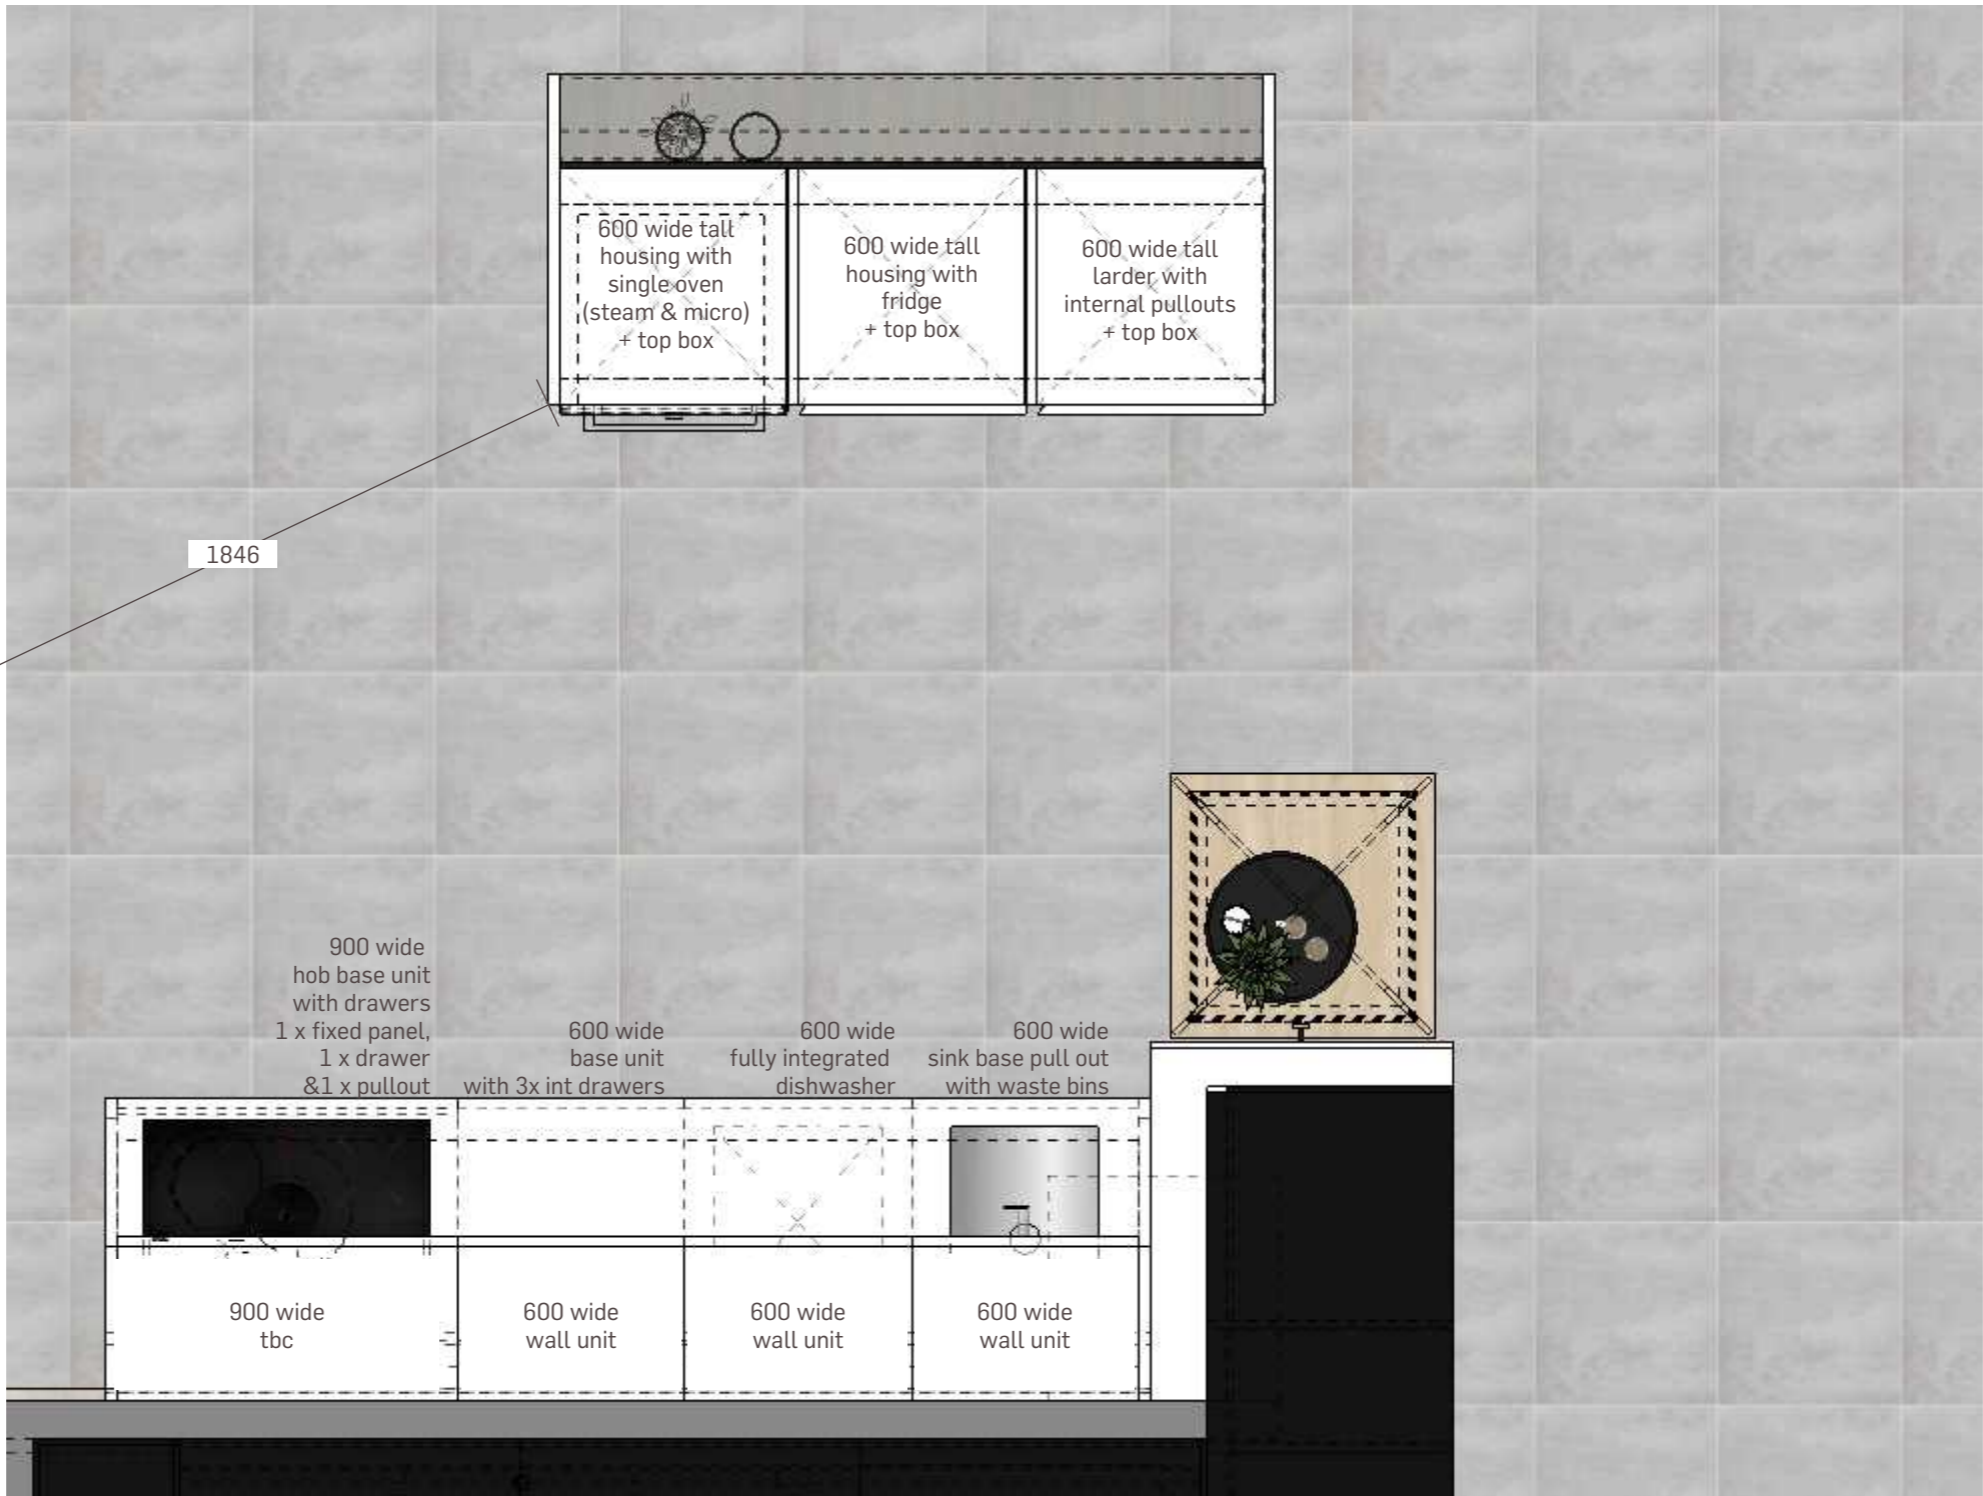 600 wide tall
housing with
single oven
(steam & micro)
+ top box
600 wide tall
housing with
fridge
+ top box
600 wide tall
larder with
internal pullouts
+ top box
1846
900 wide
hob base unit
with drawers
1 x fixed panel,
1 x drawer
&1 x pullout
600 wide
base unit
with 3x int drawers
600 wide
fully integrated
dishwasher
600 wide
sink base pull out
with waste bins
900 wide
tbc
600 wide
wall unit
600 wide
wall unit
600 wide
wall unit